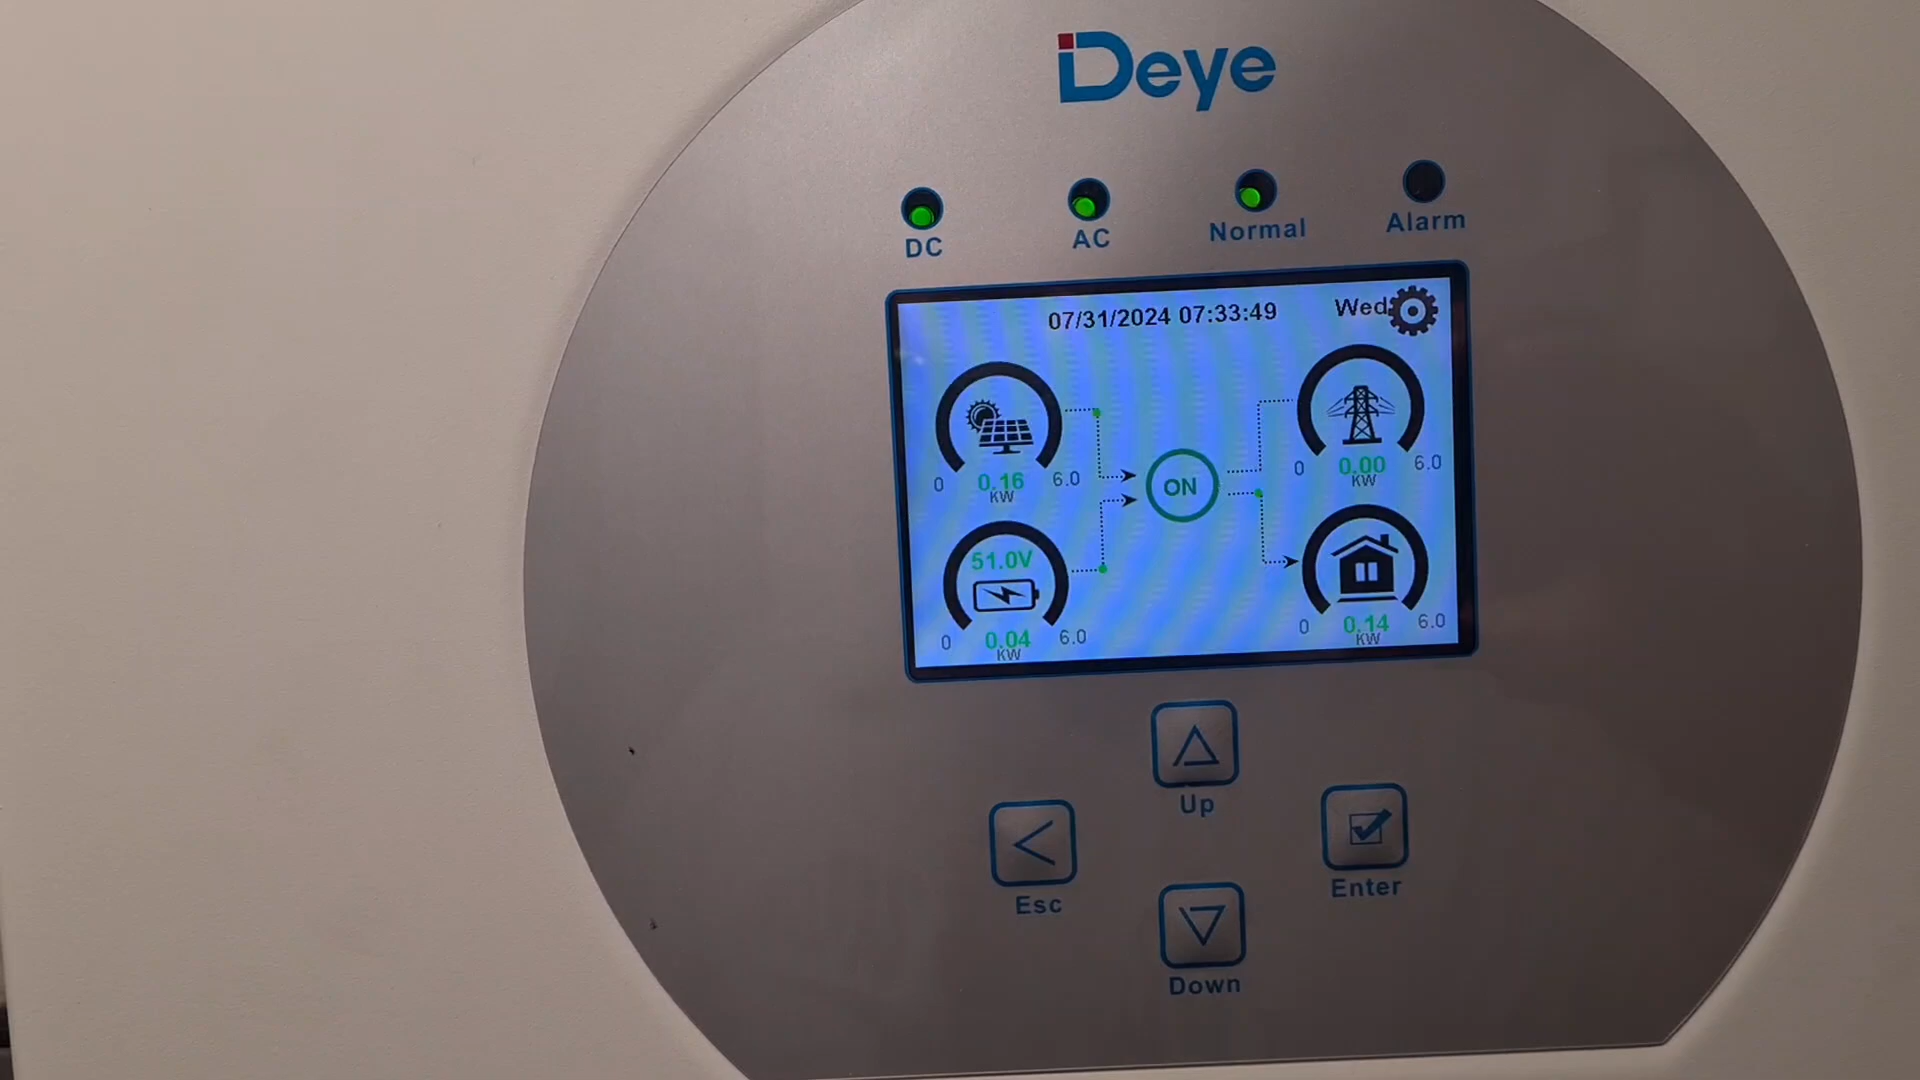 Deye
DC
AC
Normal
Alarm
07/31/2024 07:33:49
Wed
0
0.16
6.0
KW
0
0.00
6.0
KW
ON
51.0V
0
0.04
6.0
KW
0
0.14
6.0
KW
Up
Esc
Enter
Down